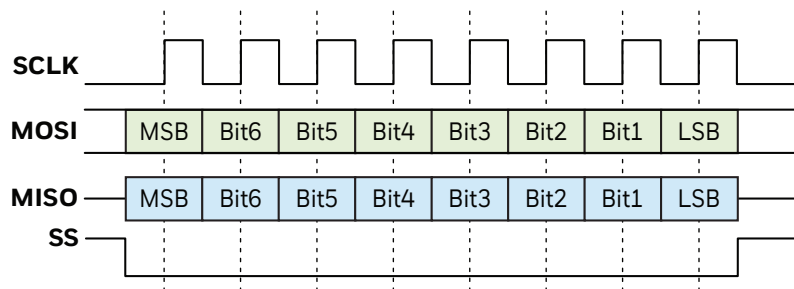 SCLK
MOSI MSB Bit6 Bit5 Bit4 Bit3 Bit2 Bit1 LSB
MISO MSB Bit6 Bit5 Bit4 Bit3 Bit2 Bit1 LSB
SS